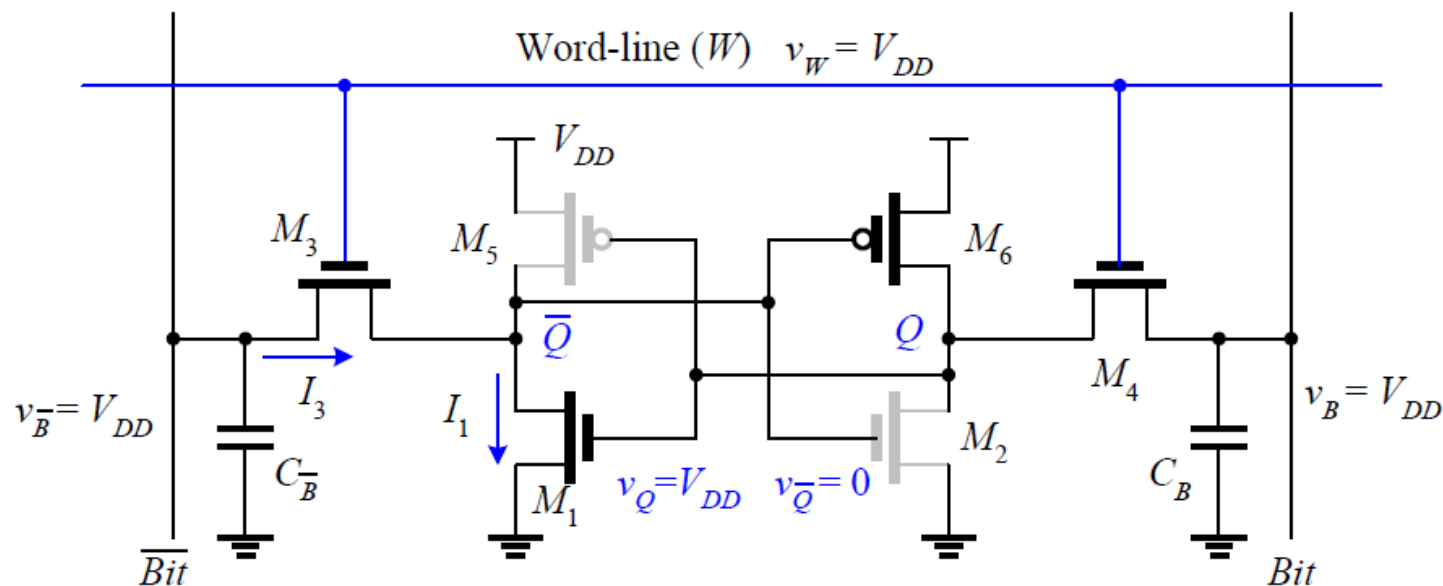 Word-line (W) v_W = V_DD
V_DD
M_3
M_5
M_6
Q̅
Q
I_3
M_4
v_B̅ = V_DD
I_1
v_B = V_DD
M_2
C_B̅
M_1
v_Q=V_DD
v_Q̅ = 0
C_B
B̅i̅t̅
Bit